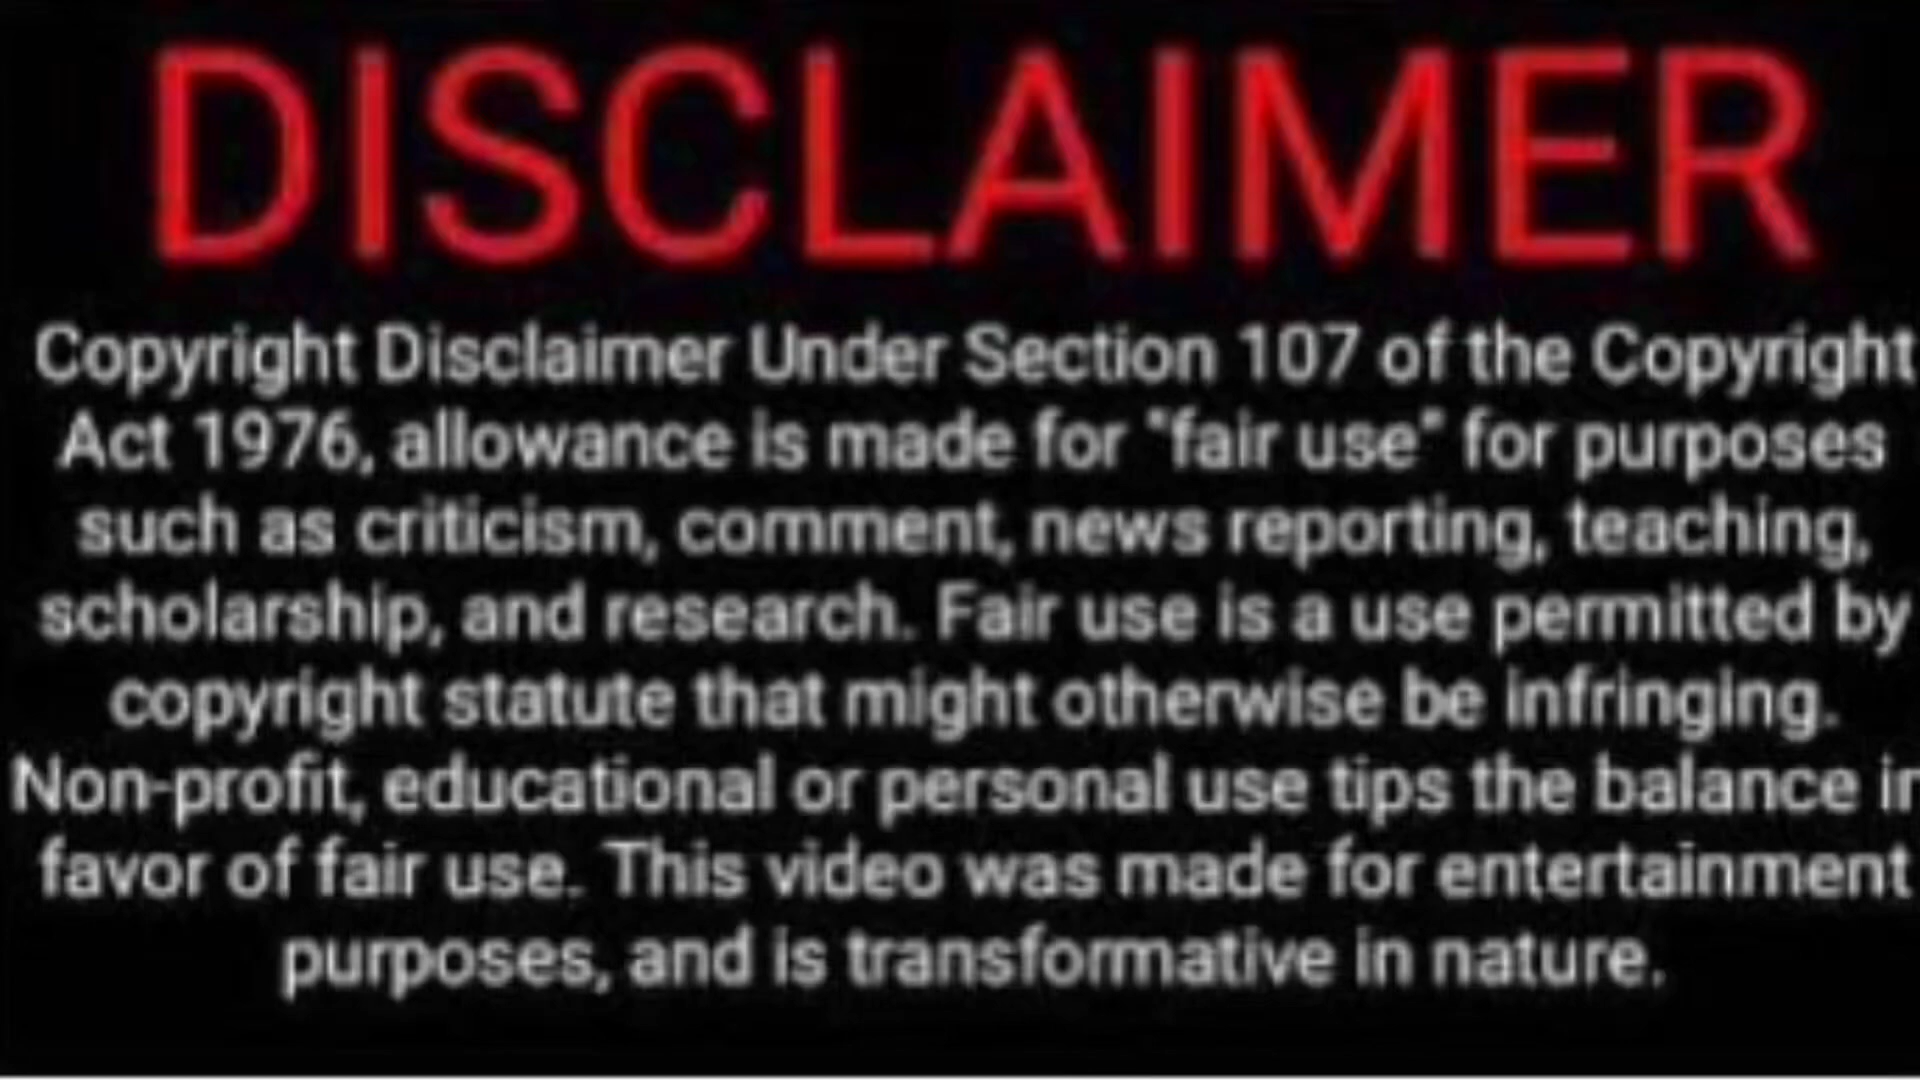 DISCLAIMER
Copyright Disclaimer Under Section 107 of the Copyright
Act 1976, allowance is made for "fair use" for purposes
such as criticism, comment, news reporting, teaching,
scholarship, and research. Fair use is a use permitted by
copyright statute that might otherwise be infringing.
Non-profit, educational or personal use tips the balance in
favor of fair use. This video was made for entertainment
purposes, and is transformative in nature.